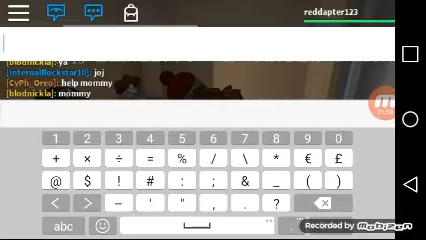 reddapter123
[blodnickla]: ya
[InternalRockstar10]: joj
[CyPh_Oreo]: help mommy
[blodnickla]: mommy
1 2 3 4 5 6 7 8 9 0
+ × ÷ = % / \ * € £
@ $ ! # : ; & _ ( )
< > - ' " , . ?
abc
Recorded by Mobizen